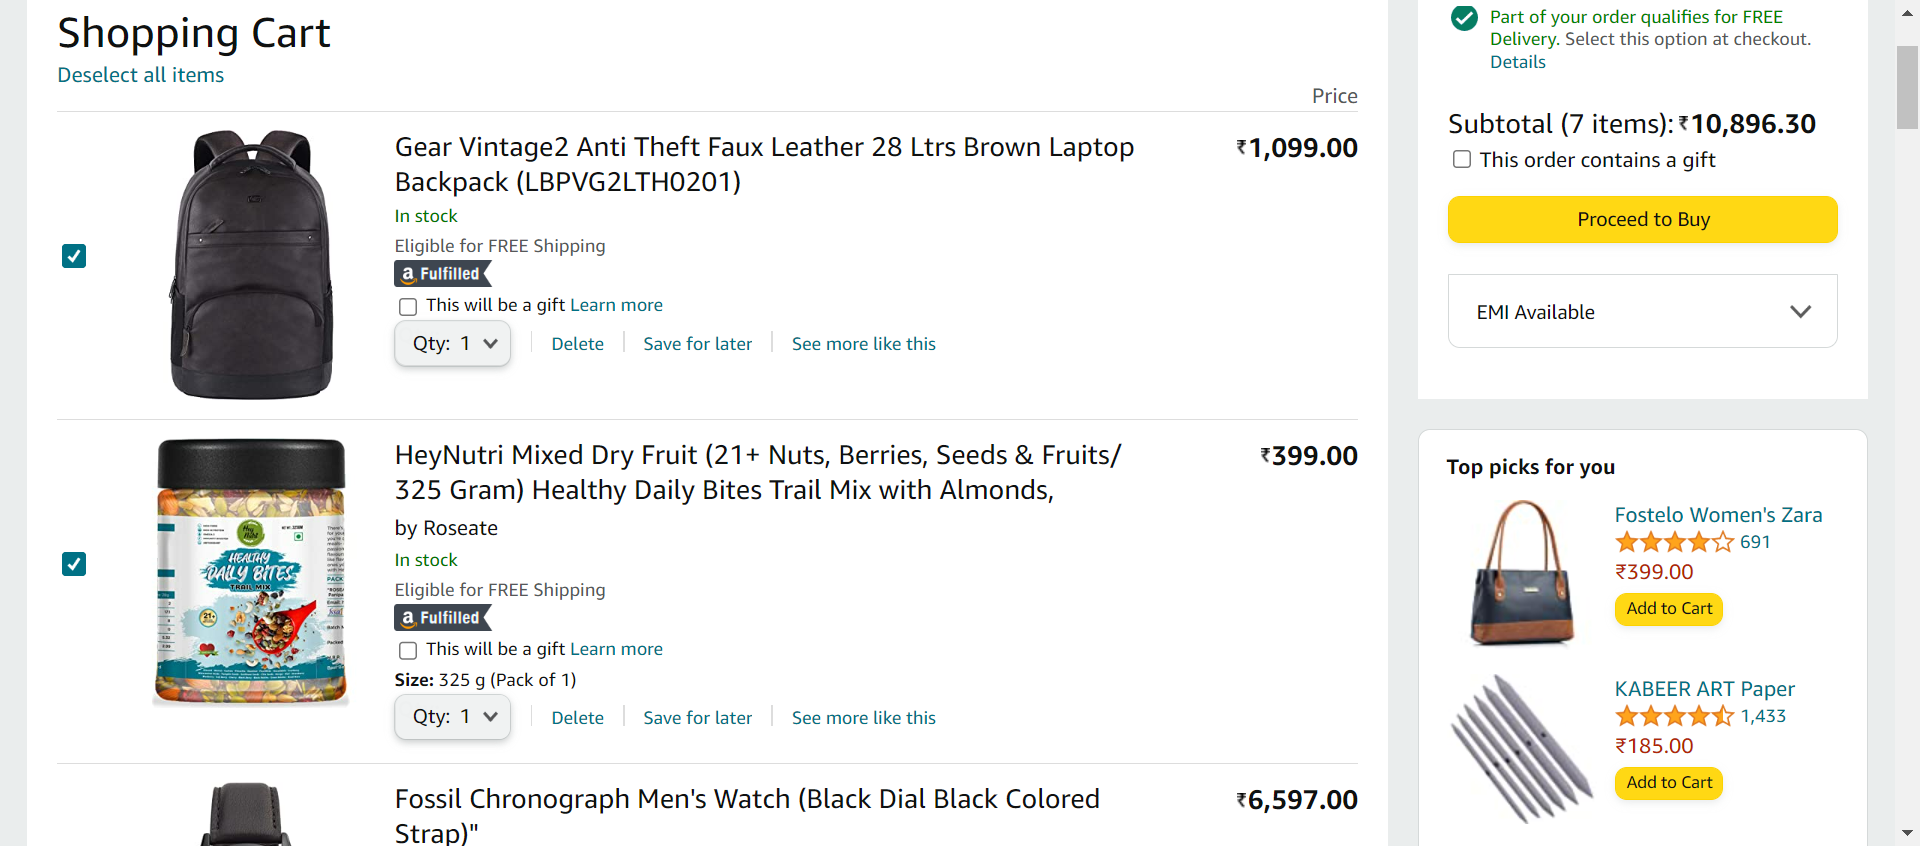 Shopping Cart
Deselect all items
Price
Gear Vintage2 Anti Theft Faux Leather 28 Ltrs Brown Laptop
Backpack (LBPVG2LTH0201)
₹1,099.00
In stock
Eligible for FREE Shipping
a Fulfilled
This will be a gift Learn more
Qty: 1
Delete
Save for later
See more like this
HeyNutri Mixed Dry Fruit (21+ Nuts, Berries, Seeds & Fruits/
325 Gram) Healthy Daily Bites Trail Mix with Almonds,
₹399.00
by Roseate
In stock
Eligible for FREE Shipping
a Fulfilled
This will be a gift Learn more
Size: 325 g (Pack of 1)
Qty: 1
Delete
Save for later
See more like this
Hey
HEALTHY
DAILY BITES
TRAIL MIX
21+
Fossil Chronograph Men's Watch (Black Dial Black Colored
Strap)"
₹6,597.00
Part of your order qualifies for FREE
Delivery. Select this option at checkout.
Details
Subtotal (7 items): ₹10,896.30
This order contains a gift
Proceed to Buy
EMI Available
Top picks for you
Fostelo Women's Zara
691
₹399.00
Add to Cart
KABEER ART Paper
1,433
₹185.00
Add to Cart